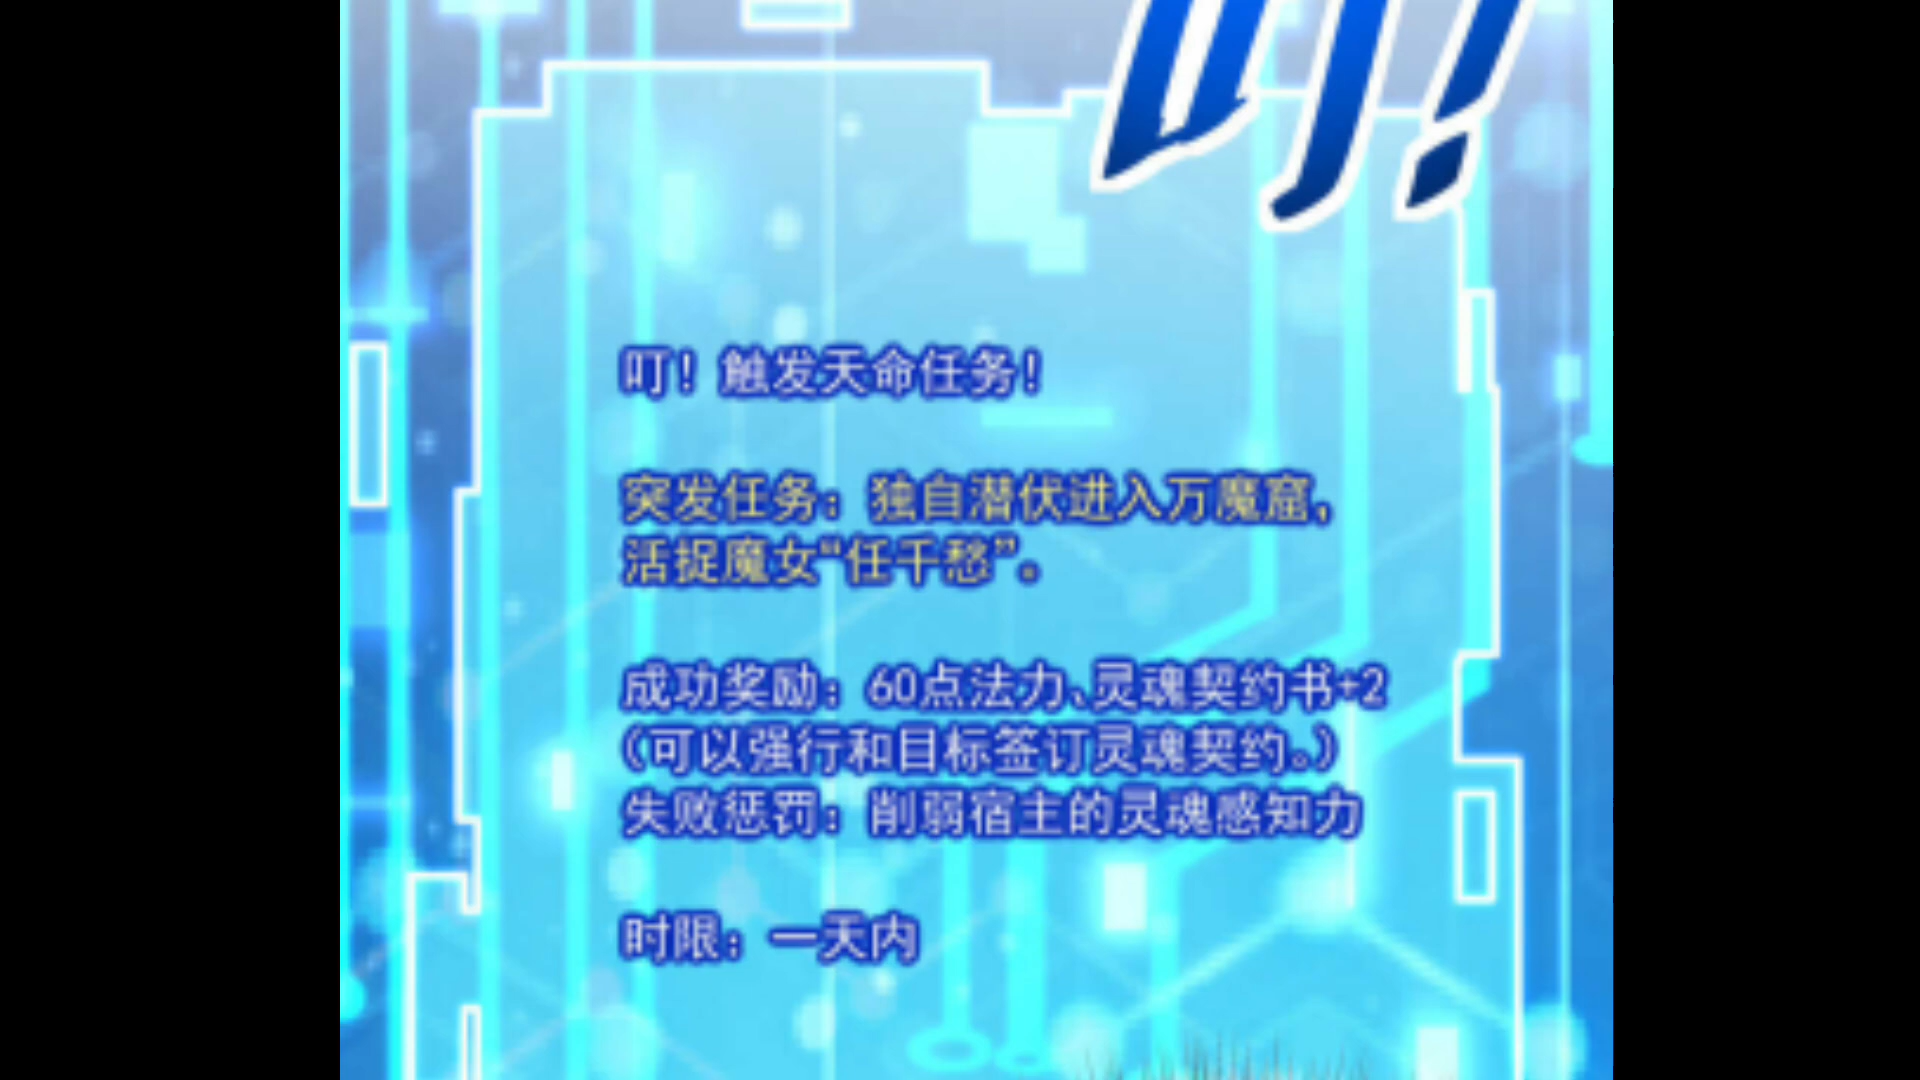 叮！
叮！触发天命任务！
突发任务：独自潜伏进入万魔窟，
活捉魔女“任千愁”。
成功奖励：60点法力、灵魂契约书+2
（可以强行和目标签订灵魂契约。）
失败惩罚：削弱宿主的灵魂感知力
时限：一天内